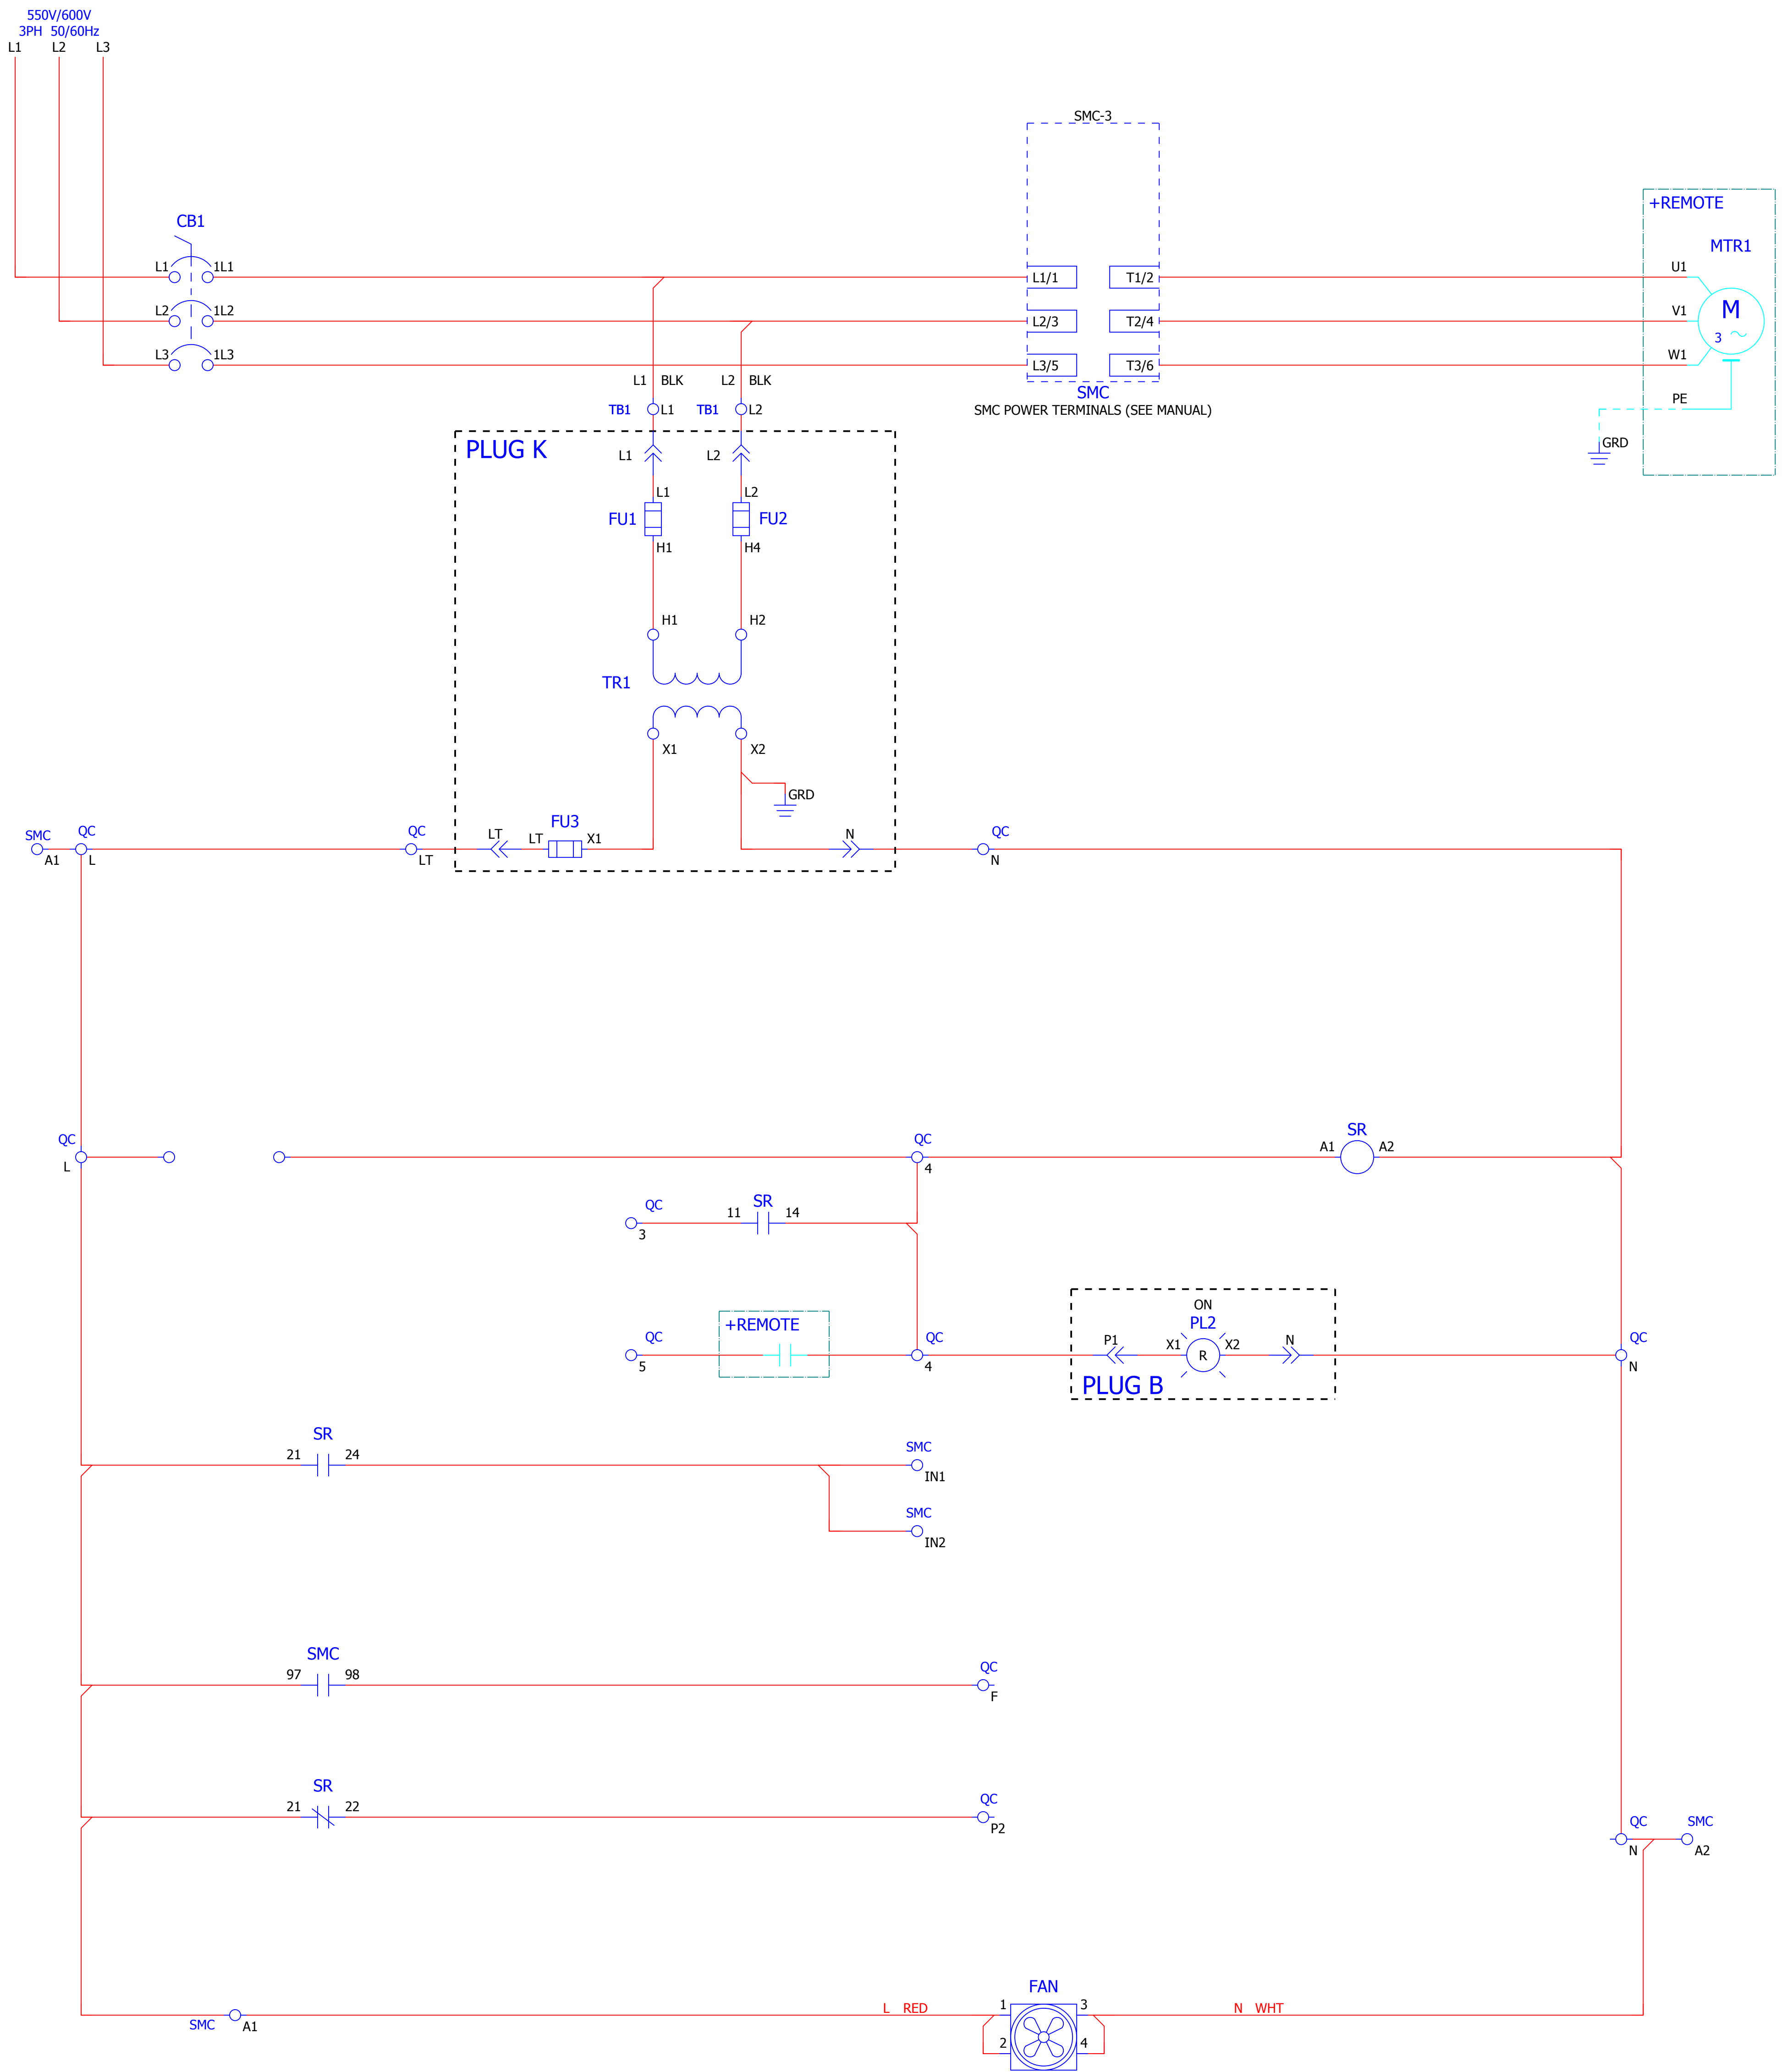 550V/600V
3PH 50/60Hz
L1 L2 L3
SMC-3
+REMOTE
CB1
MTR1
L1 1L1 L1/1 T1/2 U1
L2 1L2 L2/3 T2/4 V1
M
3
L3 1L3 L3/5 T3/6 W1
L1 BLK L2 BLK
SMC
PE
TB1 L1 TB1 L2
SMC POWER TERMINALS (SEE MANUAL)
GRD
PLUG K
L1 L2
L1 L2
FU1 FU2
H1 H4
H1 H2
TR1
X1 X2
GRD
FU3
SMC QC QC LT LT X1 N QC
A1 L LT N
QC QC SR
A1 A2
L 4
QC SR
11 14
3
ON
+REMOTE PL2
QC QC P1 X1 X2 N QC
R
5 4 N
PLUG B
SR
21 24
SMC
IN1
SMC
IN2
SMC
97 98
QC
F
SR
21 22
QC
P2
QC SMC
N A2
FAN
L RED 1 3 N WHT
SMC A1
2 4